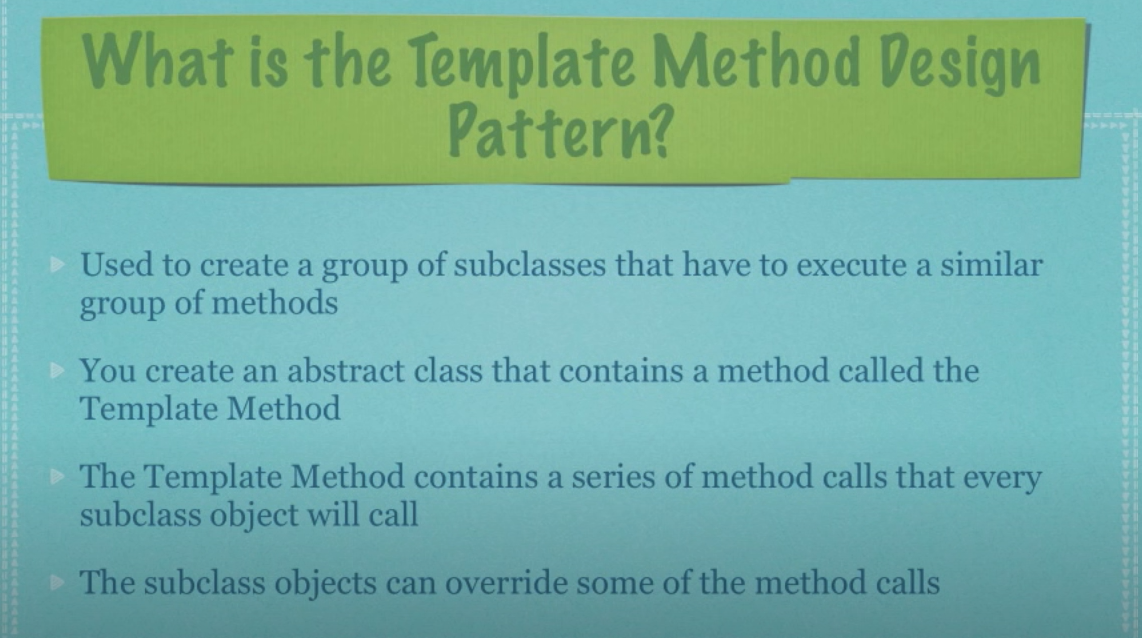 What is the Template Method Design
Pattern?
Used to create a group of subclasses that have to execute a similar
group of methods
You create an abstract class that contains a method called the
Template Method
The Template Method contains a series of method calls that every
subclass object will call
The subclass objects can override some of the method calls